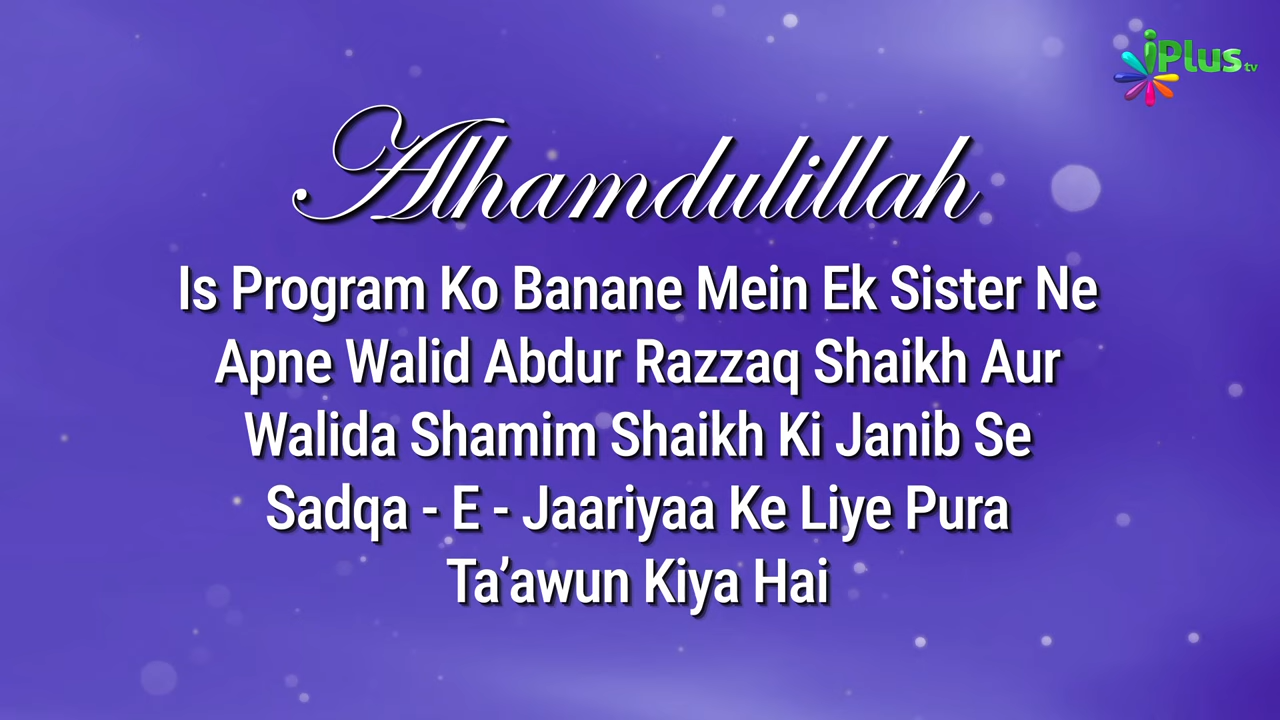 iPlus tv
Alhamdulillah
Is Program Ko Banane Mein Ek Sister Ne
Apne Walid Abdur Razzaq Shaikh Aur
Walida Shamim Shaikh Ki Janib Se
Sadqa - E - Jaariyaa Ke Liye Pura
Ta’awun Kiya Hai